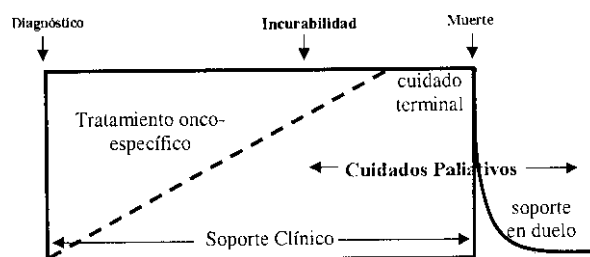 Diagnóstico
Incurabilidad
Muerte
cuidado
terminal
Tratamiento onco-
específico
Cuidados Paliativos
soporte
en duelo
Soporte Clínico